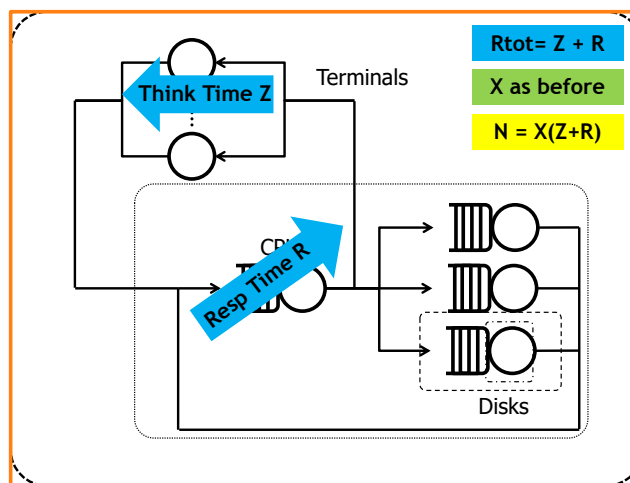 Rtot= Z + R
Terminals
Think Time Z
X as before
N = X(Z+R)
Resp Time R
Disks